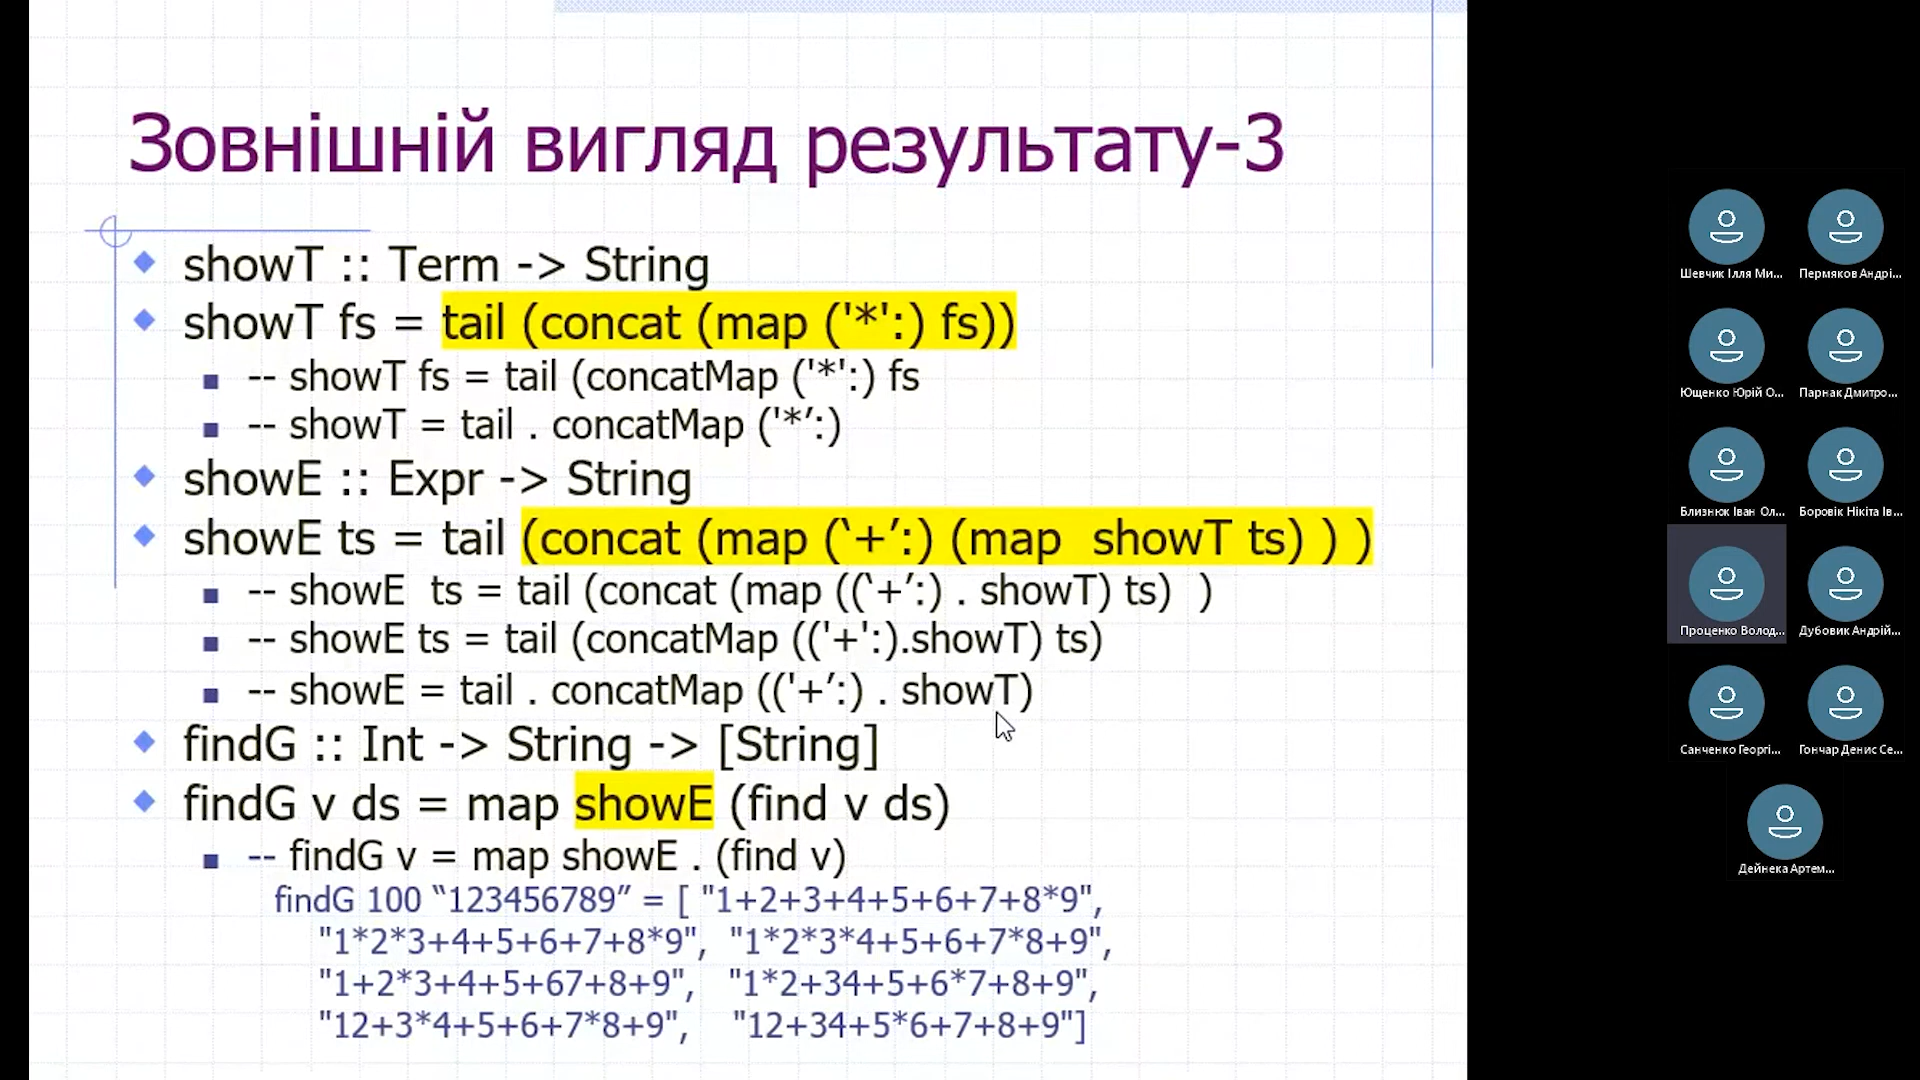 Зовнішній вигляд результату-3
showT :: Term -> String
showT fs = tail (concat (map ('*':) fs))
-- showT fs = tail (concatMap ('*':) fs
-- showT = tail . concatMap ('*’:)
showE :: Expr -> String
showE ts = tail (concat (map (‘+’:) (map showT ts) ) )
-- showE ts = tail (concat (map ((‘+’:) . showT) ts) )
-- showE ts = tail (concatMap (('+':).showT) ts)
-- showE = tail . concatMap (('+’:) . showT)
findG :: Int -> String -> [String]
findG v ds = map showE (find v ds)
-- findG v = map showE . (find v)
findG 100 “123456789” = [ "1+2+3+4+5+6+7+8*9",
"1*2*3+4+5+6+7+8*9", "1*2*3*4+5+6+7*8+9",
"1+2*3+4+5+67+8+9", "1*2+34+5+6*7+8+9",
"12+3*4+5+6+7*8+9", "12+34+5*6+7+8+9"]
Шевчик Ілля Ми... Пермяков Андрі...
Ющенко Юрій О... Парнак Дмитро...
Близнюк Іван Ол... Боровік Нікіта Ів...
Проценко Волод... Дубовик Андрій...
Санченко Георгі... Гончар Денис Се...
Дейнека Артем...